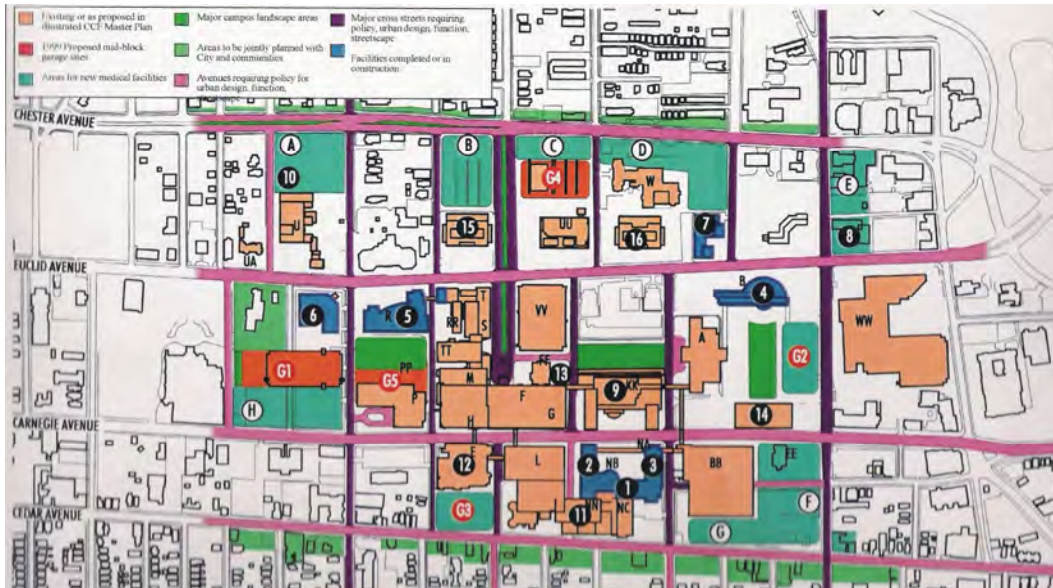 Existing or as proposed in
illustrated CCF Master Plan
1999 Proposed mid-block
garage sites
Areas for new medical facilities
Major campus landscape areas
Areas to be jointly planned with
City and communities
Avenues requiring policy for
urban design, function,
Major cross streets requiring
policy, urban design, function,
streetscape
Facilities completed or in
construction
CHESTER AVENUE
A
B
C
D
E
10
G4
W
U
15
UU
16
7
8
UA
EUCLID AVENUE
B
4
6
R
5
RR
T
S
VV
WW
A
TT
G1
PP
G5
P
M
FF
13
9
G2
H
F
G
H
14
CARNEGIE AVENUE
E
12
L
2
NB
NA
3
1
BB
EE
G3
11
N
NC
F
G
CEDAR AVENUE